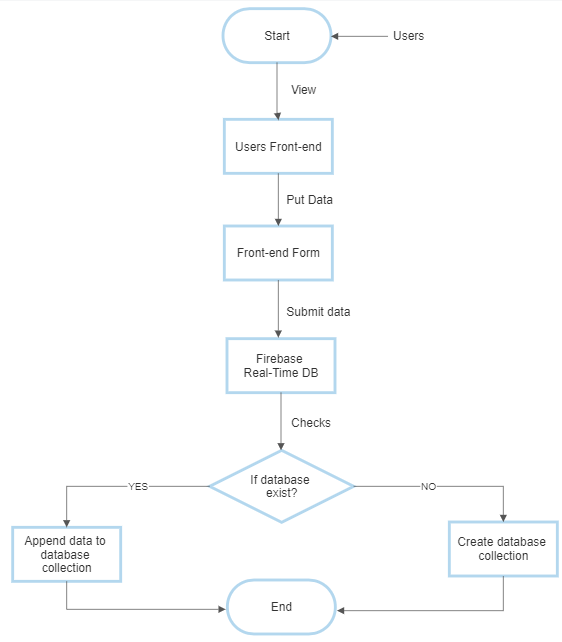 Start
Users
View
Users Front-end
Put Data
Front-end Form
Submit data
Firebase
Real-Time DB
Checks
If database
exist?
YES
NO
Append data to
database
collection
Create database
collection
End